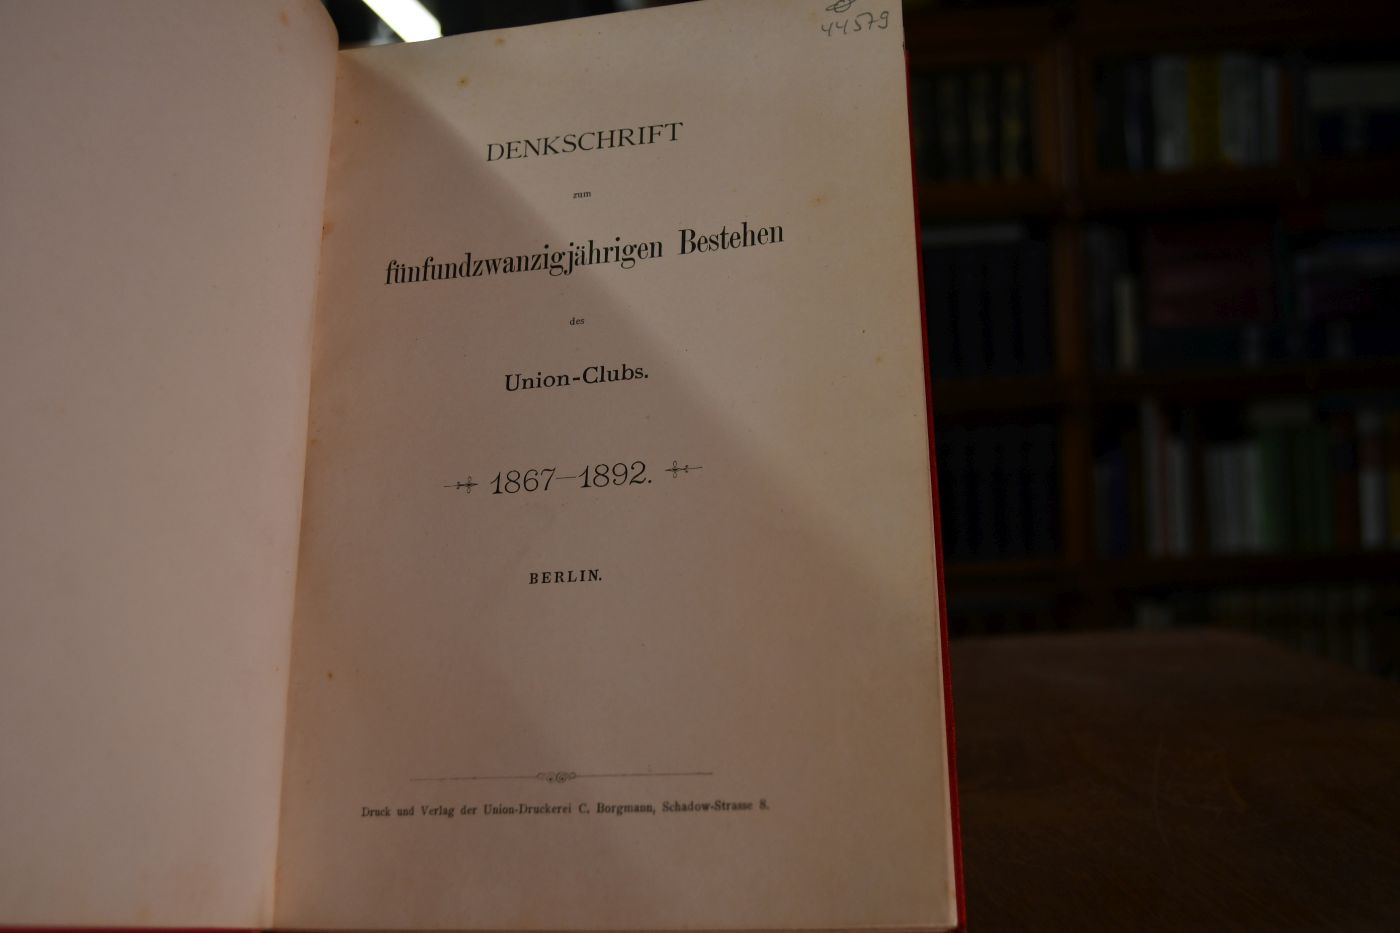 44579
DENKSCHRIFT
zum
fünfundzwanzigjährigen Bestehen
des
Union-Clubs.
1867—1892.
BERLIN.
Druck und Verlag der Union-Druckerei C. Borgmann, Schadow-Strasse 8.